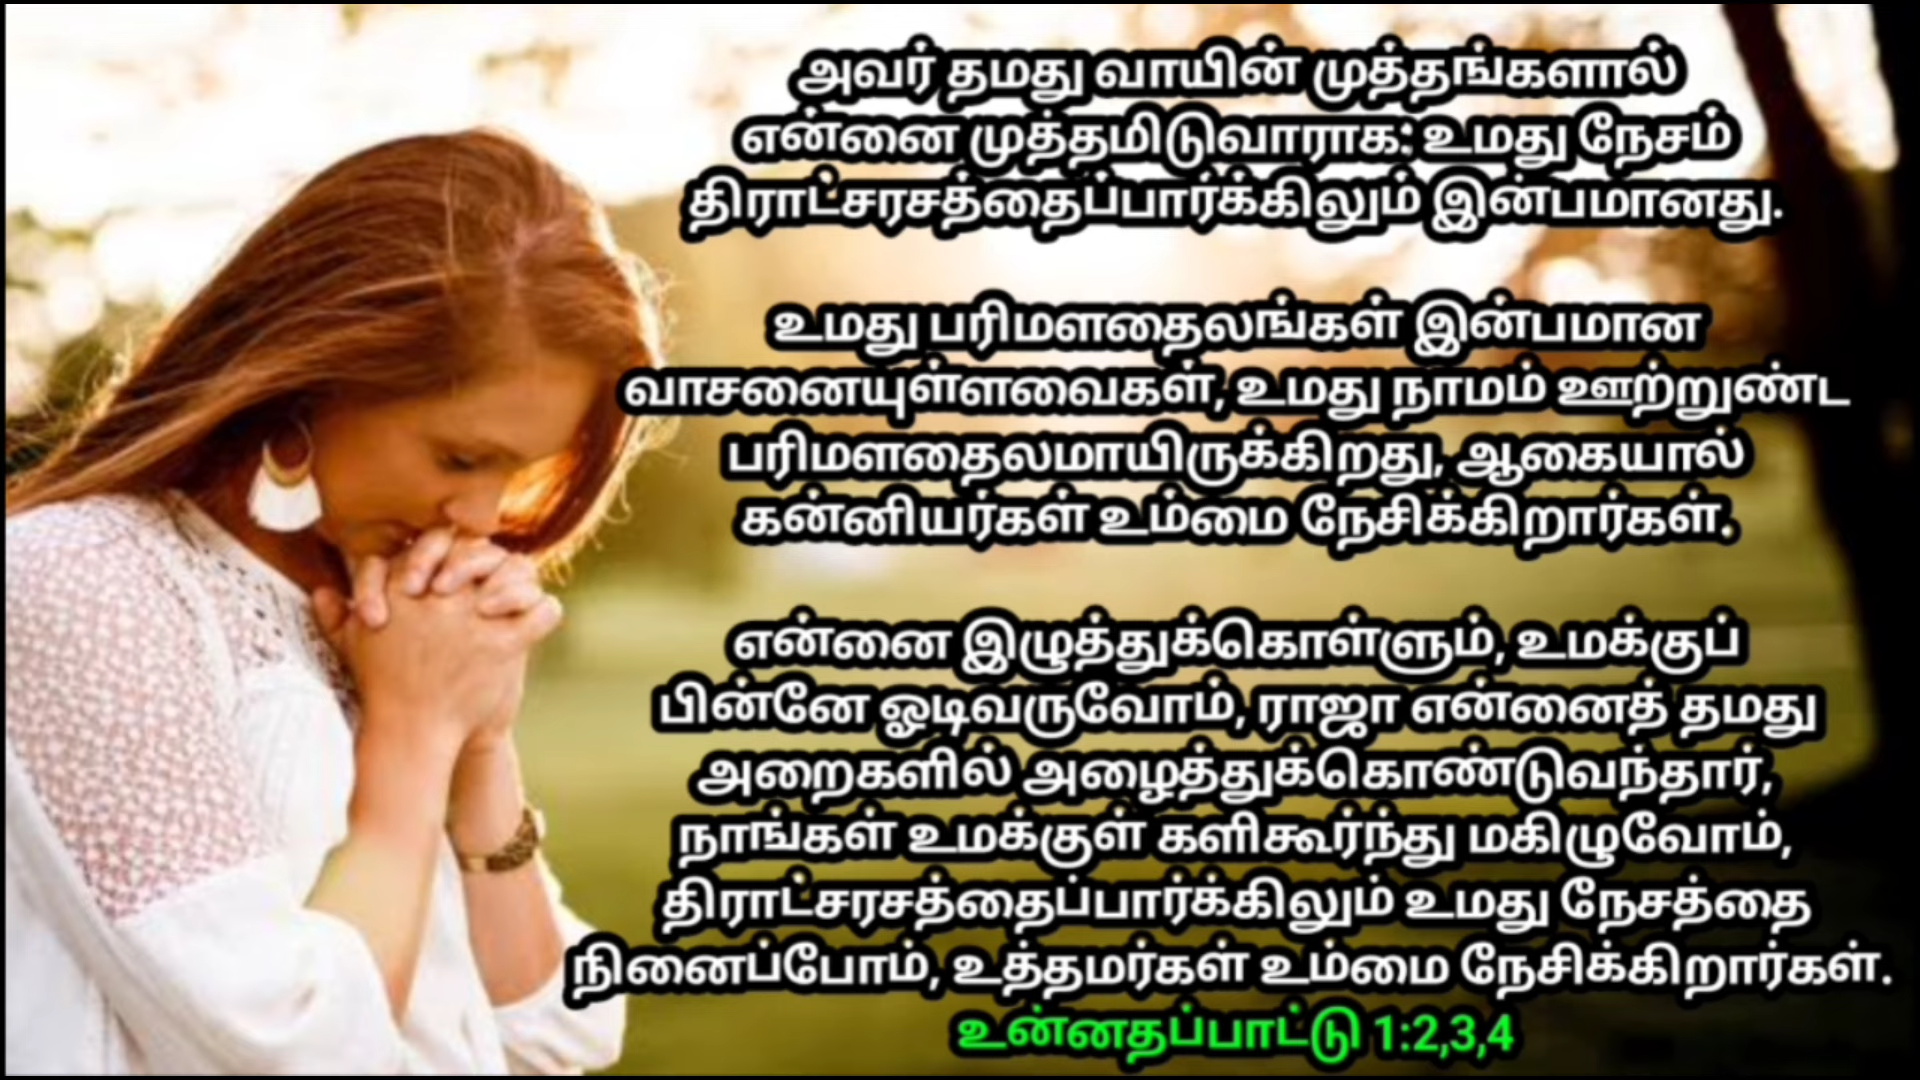 அவர் தமது வாயின் முத்தங்களால்
என்னை முத்தமிடுவாராக: உமது நேசம்
திராட்சரசத்தைப்பார்க்கிலும் இன்பமானது.
உமது பரிமளதைலங்கள் இன்பமான
வாசனையுள்ளவைகள், உமது நாமம் ஊற்றுண்ட
பரிமளதைலமாயிருக்கிறது, ஆகையால்
கன்னியர்கள் உம்மை நேசிக்கிறார்கள்.
என்னை இழுத்துக்கொள்ளும், உமக்குப்
பின்னே ஓடிவருவோம், ராஜா என்னைத் தமது
அறைகளில் அழைத்துக்கொண்டுவந்தார்,
நாங்கள் உமக்குள் களிகூர்ந்து மகிழுவோம்,
திராட்சரசத்தைப்பார்க்கிலும் உமது நேசத்தை
நினைப்போம், உத்தமர்கள் உம்மை நேசிக்கிறார்கள்.
உன்னதப்பாட்டு 1:2,3,4